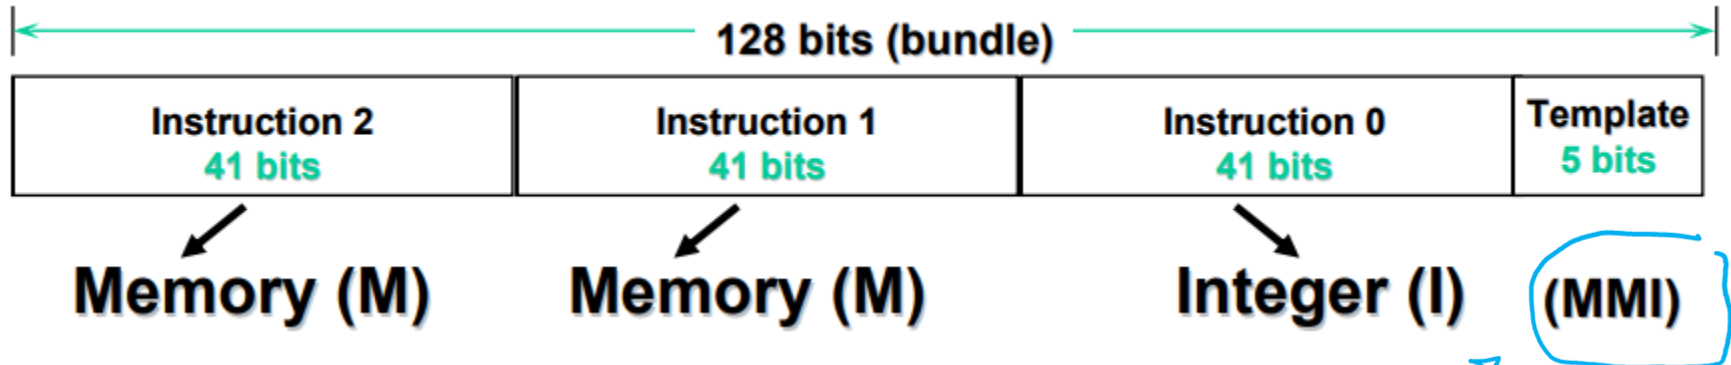 128 bits (bundle)
Instruction 2
41 bits
Instruction 1
41 bits
Instruction 0
41 bits
Template
5 bits
Memory (M)
Memory (M)
Integer (I)
(MMI)